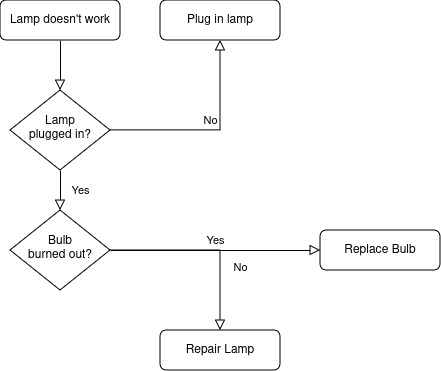 Lamp doesn't work
Plug in lamp
Lamp
plugged in?
No
Yes
Bulb
burned out?
Yes
No
Replace Bulb
Repair Lamp